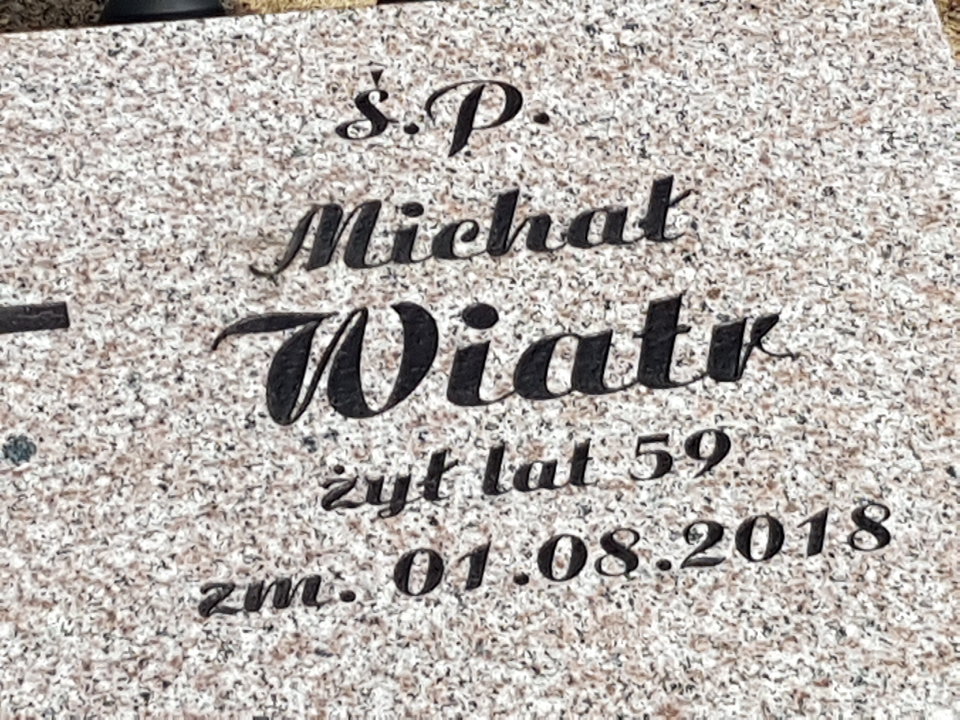 ś.P.
Michał
Wiatr
żył lat 59
zm. 01.08.2018